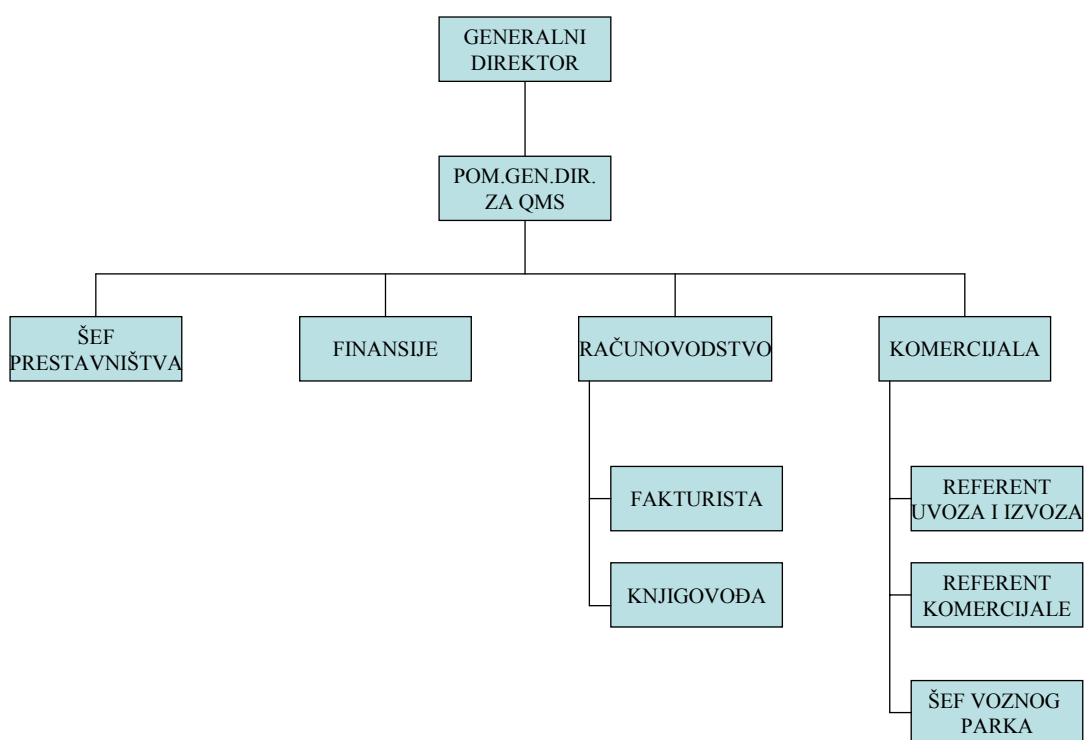 GENERALNI
DIREKTOR
POM.GEN.DIR.
ZA QMS
ŠEF
PRESTAVNIŠTVA
FINANSIJE
RAČUNOVODSTVO
KOMERCIJALA
FAKTURISTA
KNJIGOVOĐA
REFERENT
UVOZA I IZVOZA
REFERENT
KOMERCIJALE
ŠEF VOZNOG
PARKA